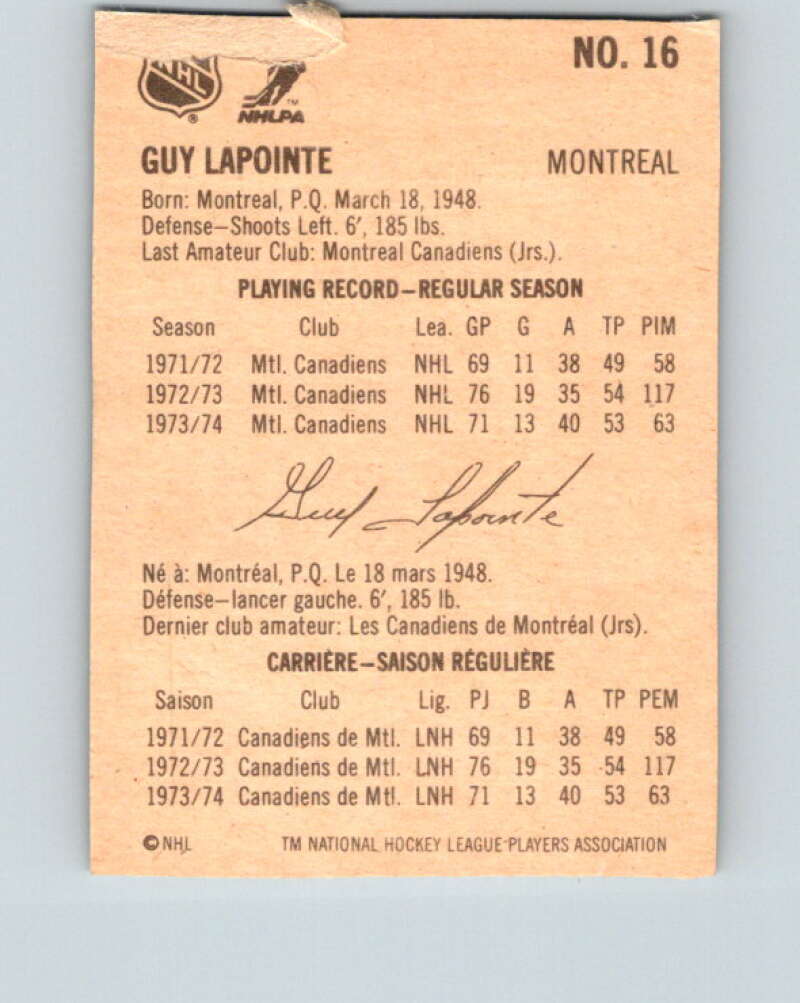 NO. 16
NHL ®
NHLPA ™
GUY LAPOINTE MONTREAL
Born: Montreal, P.Q. March 18, 1948.
Defense—Shoots Left. 6′, 185 lbs.
Last Amateur Club: Montreal Canadiens (Jrs.).
PLAYING RECORD—REGULAR SEASON
Season Club Lea. GP G A TP PIM
1971/72 Mtl. Canadiens NHL 69 11 38 49 58
1972/73 Mtl. Canadiens NHL 76 19 35 54 117
1973/74 Mtl. Canadiens NHL 71 13 40 53 63
Guy Lapointe
Né à: Montréal, P.Q. Le 18 mars 1948.
Défense—lancer gauche. 6′, 185 lb.
Dernier club amateur: Les Canadiens de Montréal (Jrs).
CARRIÈRE—SAISON RÉGULIÈRE
Saison Club Lig. PJ B A TP PEM
1971/72 Canadiens de Mtl. LNH 69 11 38 49 58
1972/73 Canadiens de Mtl. LNH 76 19 35 54 117
1973/74 Canadiens de Mtl. LNH 71 13 40 53 63
© NHL TM NATIONAL HOCKEY LEAGUE PLAYERS ASSOCIATION